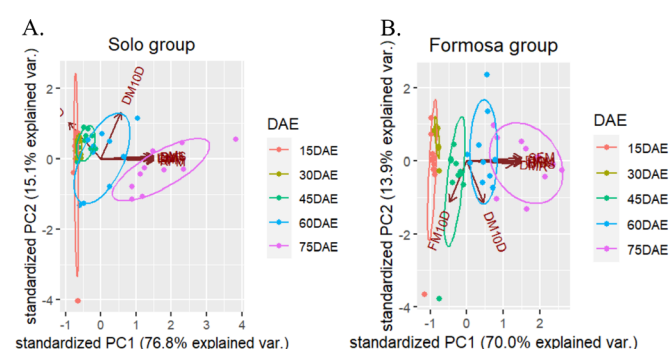 A.
Solo group
standardized PC2 (15.1% explained var.)
2
0
-2
-4
DM10D
-1
0
1
2
3
4
standardized PC1 (76.8% explained var.)
DAE
15DAE
30DAE
45DAE
60DAE
75DAE
B.
Formosa group
standardized PC2 (13.9% explained var.)
2
0
-2
-4
FM10D
DM10D
-1
0
1
2
standardized PC1 (70.0% explained var.)
DAE
15DAE
30DAE
45DAE
60DAE
75DAE